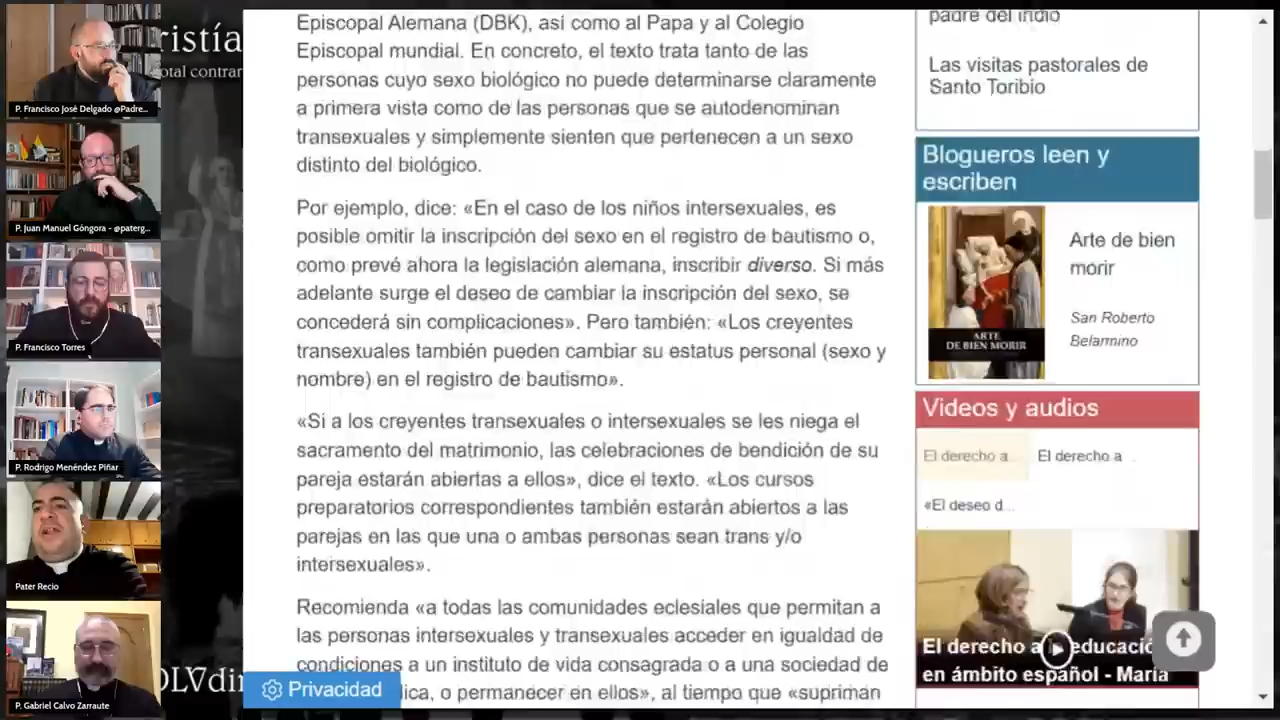 ristía
otal contrar
P. Francisco José Delgado @Padre...
P. Juan Manuel Góngora - @paterg...
P. Francisco Torres
P. Rodrigo Menéndez Piñar
Pater Recio
P. Gabriel Calvo Zarraute
Episcopal Alemana (DBK), así como al Papa y al Colegio
Episcopal mundial. En concreto, el texto trata tanto de las
personas cuyo sexo biológico no puede determinarse claramente
a primera vista como de las personas que se autodenominan
transexuales y simplemente sienten que pertenecen a un sexo
distinto del biológico.
Por ejemplo, dice: «En el caso de los niños intersexuales, es
posible omitir la inscripción del sexo en el registro de bautismo o,
como prevé ahora la legislación alemana, inscribir diverso. Si más
adelante surge el deseo de cambiar la inscripción del sexo, se
concederá sin complicaciones». Pero también: «Los creyentes
transexuales también pueden cambiar su estatus personal (sexo y
nombre) en el registro de bautismo».
«Si a los creyentes transexuales o intersexuales se les niega el
sacramento del matrimonio, las celebraciones de bendición de su
pareja estarán abiertas a ellos», dice el texto. «Los cursos
preparatorios correspondientes también estarán abiertos a las
parejas en las que una o ambas personas sean trans y/o
intersexuales».
Recomienda «a todas las comunidades eclesiales que permitan a
las personas intersexuales y transexuales acceder en igualdad de
condiciones a un instituto de vida consagrada o a una sociedad de
lica, o permanecer en ellos», al tiempo que «supriman
Privacidad
padre del indio
Las visitas pastorales de
Santo Toribio
Blogueros leen y
escriben
ARTE
DE BIEN MORIR
Arte de bien
morir
San Roberto
Belarmino
Videos y audios
El derecho a...
El derecho a ...
«El deseo d...
El derecho a la educació
en ámbito español - María